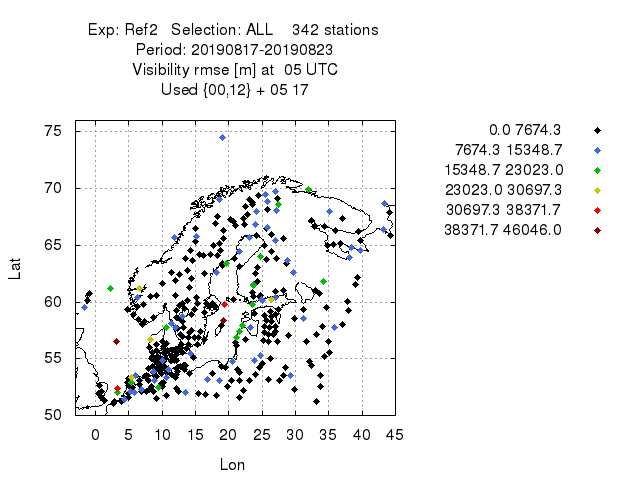 Exp: Ref2 Selection: ALL 342 stations
Period: 20190817-20190823
Visibility rmse [m] at 05 UTC
Used {00,12} + 05 17
75
70
65
60
55
50
Lat
0 5 10 15 20 25 30 35 40 45
Lon
0.0 7674.3
7674.3 15348.7
15348.7 23023.0
23023.0 30697.3
30697.3 38371.7
38371.7 46046.0